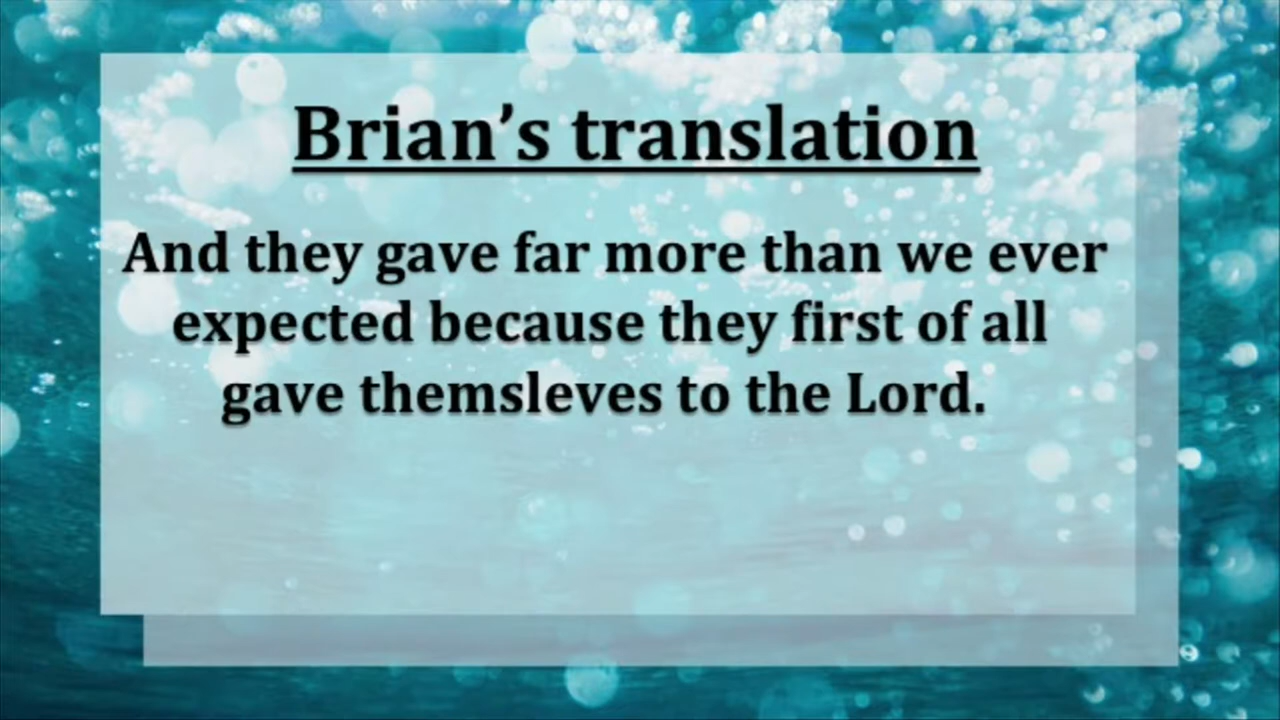 Brian’s translation
And they gave far more than we ever
expected because they first of all
gave themsleves to the Lord.